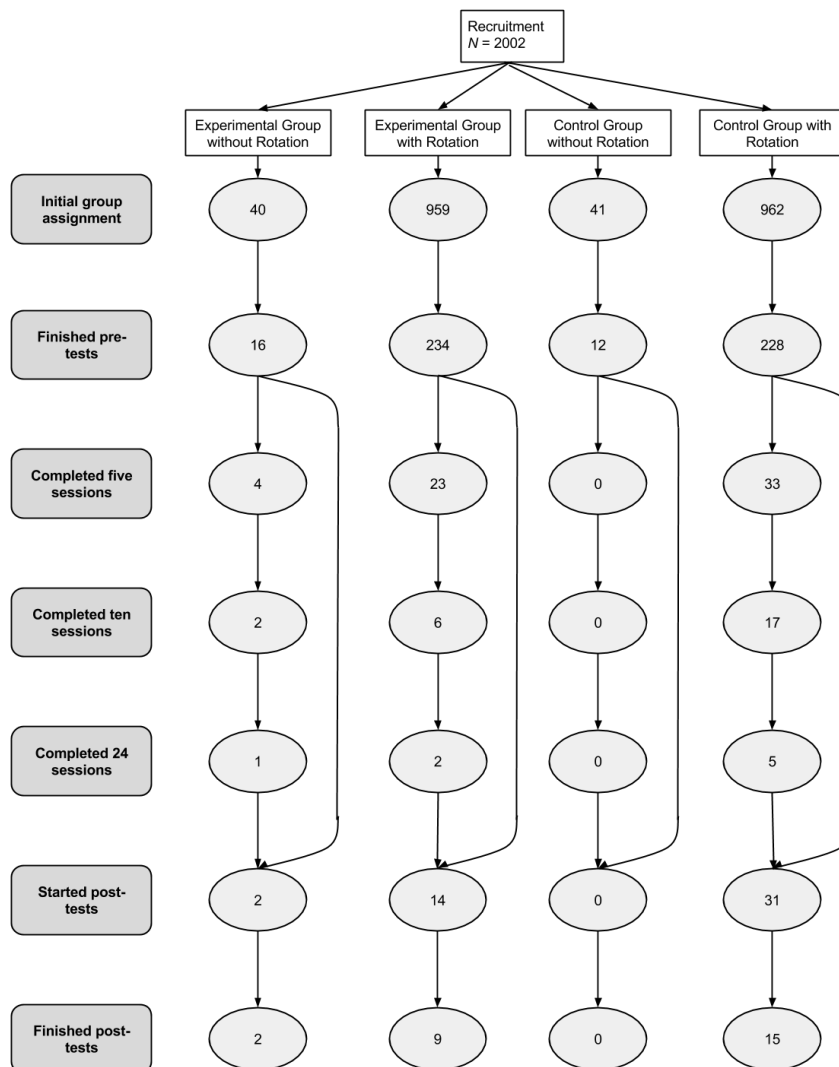 Recruitment
N = 2002
Experimental Group
without Rotation
Experimental Group
with Rotation
Control Group
without Rotation
Control Group with
Rotation
Initial group
assignment
40
959
41
962
Finished pre-
tests
16
234
12
228
Completed five
sessions
4
23
0
33
Completed ten
sessions
2
6
0
17
Completed 24
sessions
1
2
0
5
Started post-
tests
2
14
0
31
Finished post-
tests
2
9
0
15